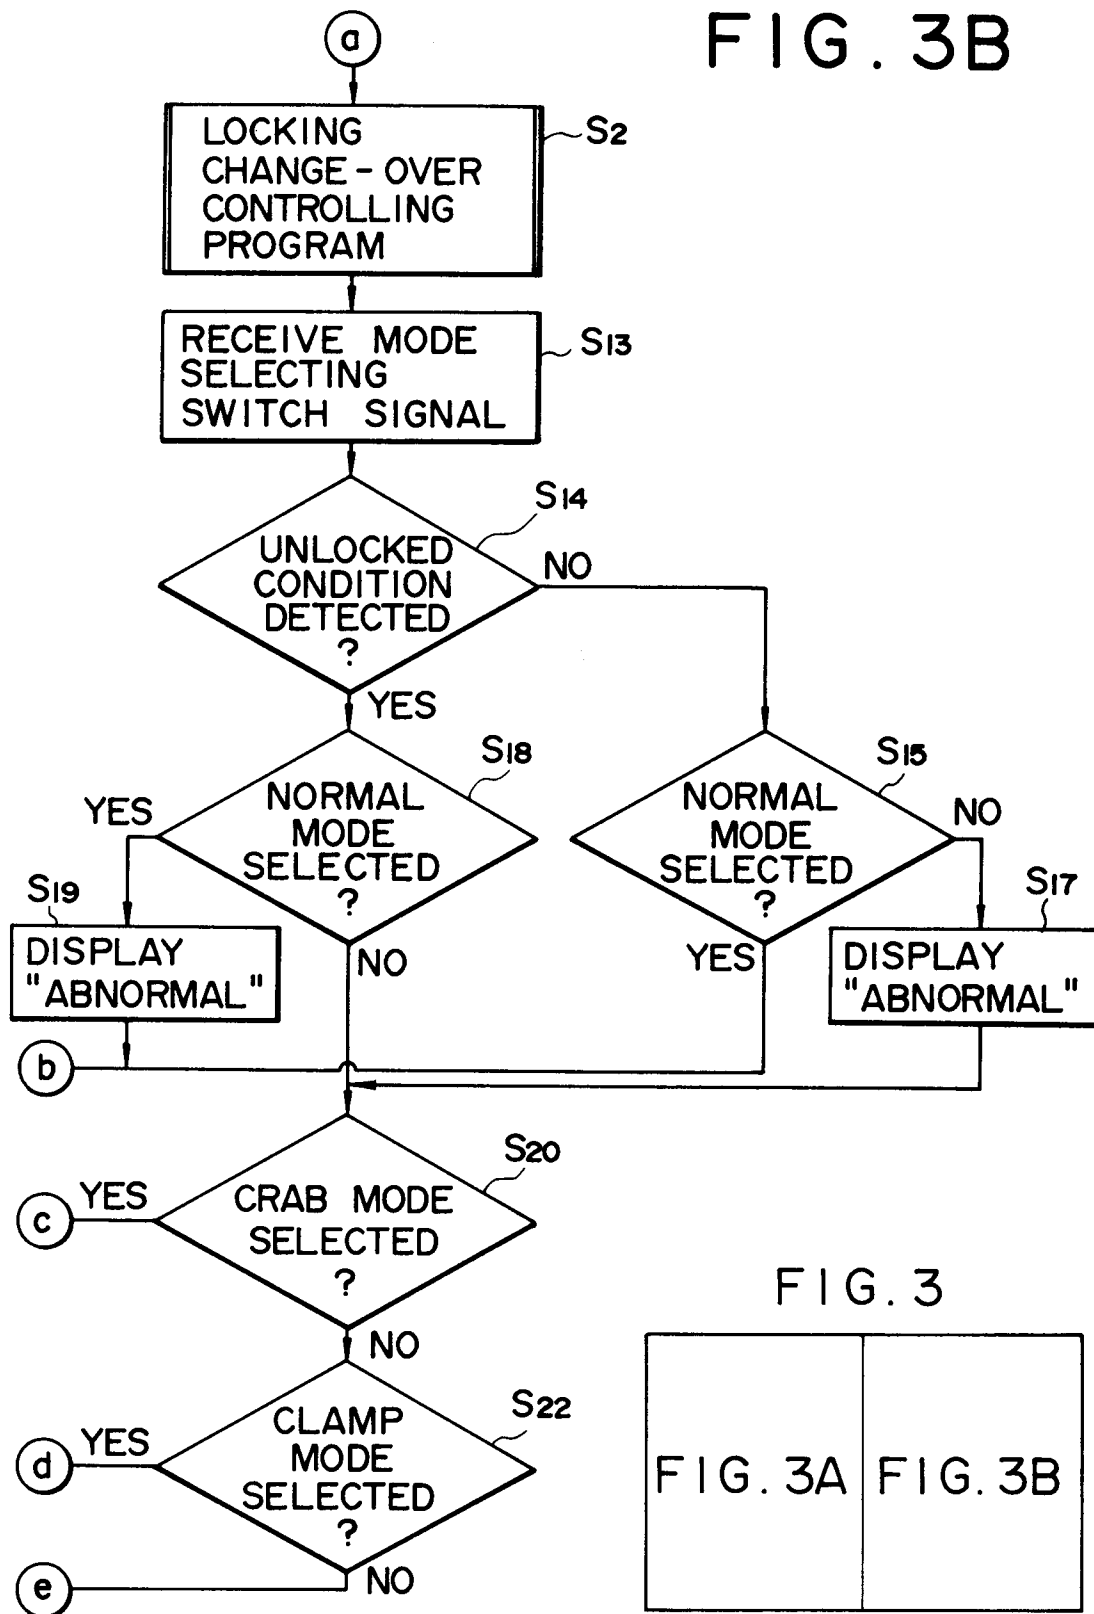 FIG. 3B
a
LOCKING
CHANGE-OVER
CONTROLLING
PROGRAM
S2
RECEIVE MODE
SELECTING
SWITCH SIGNAL
S13
S14
UNLOCKED
CONDITION
DETECTED
?
NO
YES
S18
NORMAL
MODE
SELECTED
?
YES
NO
S15
NORMAL
MODE
SELECTED
?
NO
YES
S19
DISPLAY
"ABNORMAL"
S17
DISPLAY
"ABNORMAL"
b
S20
CRAB MODE
SELECTED
?
YES
c
NO
S22
CLAMP
MODE
SELECTED
?
YES
d
NO
e
FIG. 3
FIG. 3A
FIG. 3B